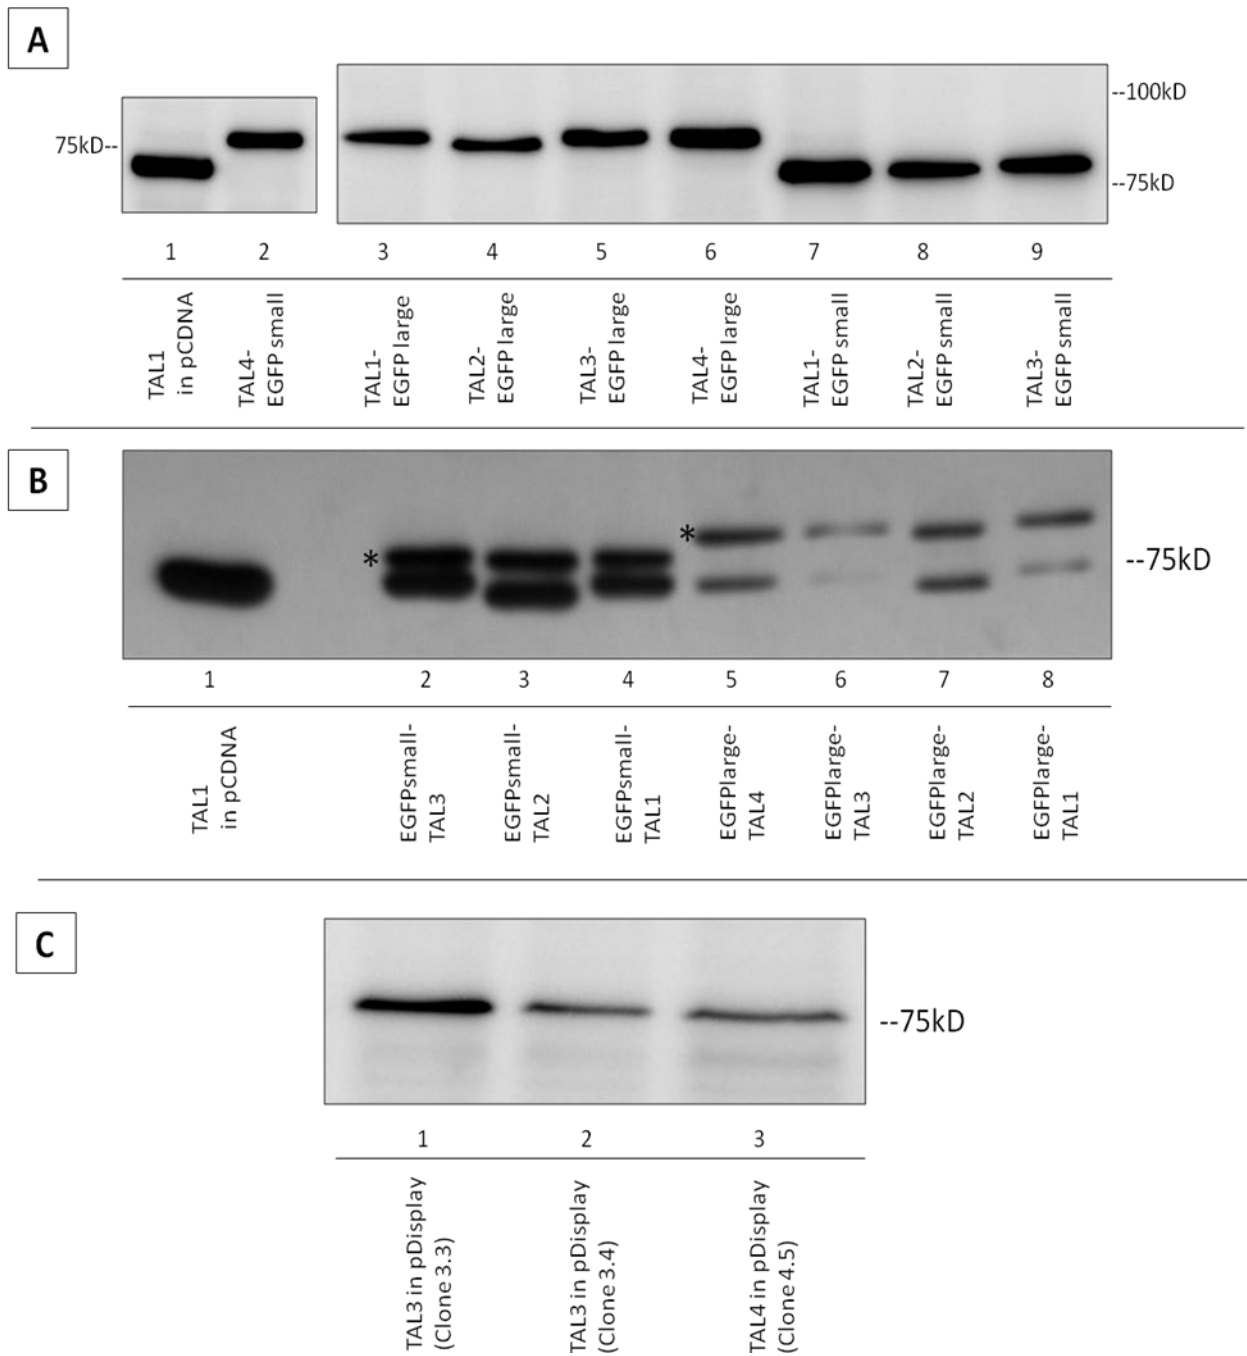 A
75kD--
--100kD
--75kD
1 2 3 4 5 6 7 8 9
TAL1
in pCDNA
TAL4-
EGFP small
TAL1-
EGFP large
TAL2-
EGFP large
TAL3-
EGFP large
TAL4-
EGFP large
TAL1-
EGFP small
TAL2-
EGFP small
TAL3-
EGFP small
B
*
*
--75kD
1 2 3 4 5 6 7 8
TAL1
in pCDNA
EGFPsmall-
TAL3
EGFPsmall-
TAL2
EGFPsmall-
TAL1
EGFPlarge-
TAL4
EGFPlarge-
TAL3
EGFPlarge-
TAL2
EGFPlarge-
TAL1
C
--75kD
1 2 3
TAL3 in pDisplay
(Clone 3.3)
TAL3 in pDisplay
(Clone 3.4)
TAL4 in pDisplay
(Clone 4.5)